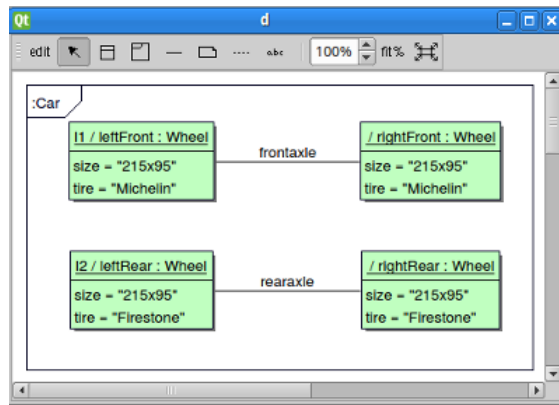 Qt d
edit abc 100% fit%
:Car
l1 / leftFront : Wheel
size = "215x95"
tire = "Michelin"
frontaxle
/ rightFront : Wheel
size = "215x95"
tire = "Michelin"
l2 / leftRear : Wheel
size = "215x95"
tire = "Firestone"
rearaxle
/ rightRear : Wheel
size = "215x95"
tire = "Firestone"